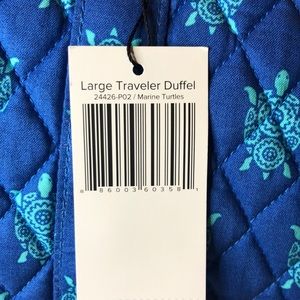 Large Traveler Duffel
24426-P02 / Marine Turtles
8 86003 60358 1